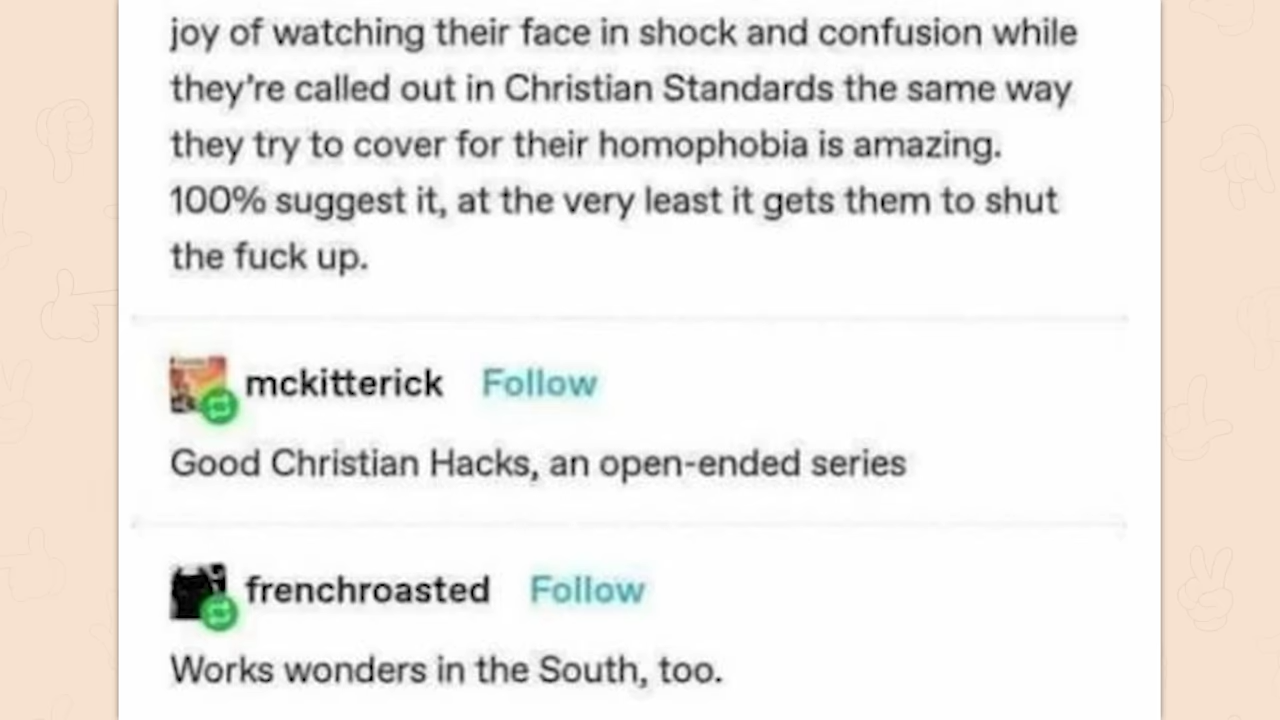 joy of watching their face in shock and confusion while
they're called out in Christian Standards the same way
they try to cover for their homophobia is amazing.
100% suggest it, at the very least it gets them to shut
the fuck up.
mckitterick Follow
Good Christian Hacks, an open-ended series
frenchroasted Follow
Works wonders in the South, too.